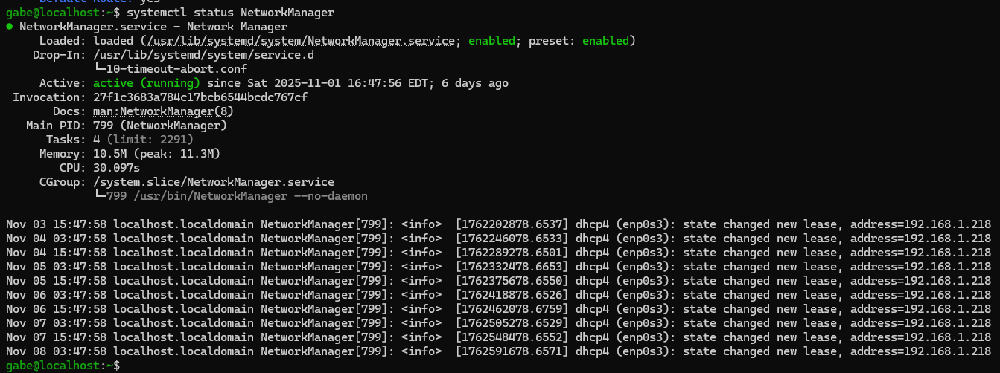 Default Route: yes
gabe@localhost:~$ systemctl status NetworkManager
● NetworkManager.service - Network Manager
Loaded: loaded (/usr/lib/systemd/system/NetworkManager.service; enabled; preset: enabled)
Drop-In: /usr/lib/systemd/system/service.d
└─10-timeout-abort.conf
Active: active (running) since Sat 2025-11-01 16:47:56 EDT; 6 days ago
Invocation: 27f1c3683a784c17bcb6544bcdc767cf
Docs: man:NetworkManager(8)
Main PID: 799 (NetworkManager)
Tasks: 4 (limit: 2291)
Memory: 10.5M (peak: 11.3M)
CPU: 30.097s
CGroup: /system.slice/NetworkManager.service
└─799 /usr/bin/NetworkManager --no-daemon
Nov 03 15:47:58 localhost.localdomain NetworkManager[799]: <info>  [1762202878.6537] dhcp4 (enp0s3): state changed new lease, address=192.168.1.218
Nov 04 03:47:58 localhost.localdomain NetworkManager[799]: <info>  [1762246078.6533] dhcp4 (enp0s3): state changed new lease, address=192.168.1.218
Nov 04 15:47:58 localhost.localdomain NetworkManager[799]: <info>  [1762289278.6501] dhcp4 (enp0s3): state changed new lease, address=192.168.1.218
Nov 05 03:47:58 localhost.localdomain NetworkManager[799]: <info>  [1762332478.6653] dhcp4 (enp0s3): state changed new lease, address=192.168.1.218
Nov 05 15:47:58 localhost.localdomain NetworkManager[799]: <info>  [1762375678.6550] dhcp4 (enp0s3): state changed new lease, address=192.168.1.218
Nov 06 03:47:58 localhost.localdomain NetworkManager[799]: <info>  [1762418878.6526] dhcp4 (enp0s3): state changed new lease, address=192.168.1.218
Nov 06 15:47:58 localhost.localdomain NetworkManager[799]: <info>  [1762462078.6759] dhcp4 (enp0s3): state changed new lease, address=192.168.1.218
Nov 07 03:47:58 localhost.localdomain NetworkManager[799]: <info>  [1762505278.6529] dhcp4 (enp0s3): state changed new lease, address=192.168.1.218
Nov 07 15:47:58 localhost.localdomain NetworkManager[799]: <info>  [1762548478.6552] dhcp4 (enp0s3): state changed new lease, address=192.168.1.218
Nov 08 03:47:58 localhost.localdomain NetworkManager[799]: <info>  [1762591678.6571] dhcp4 (enp0s3): state changed new lease, address=192.168.1.218
gabe@localhost:~$